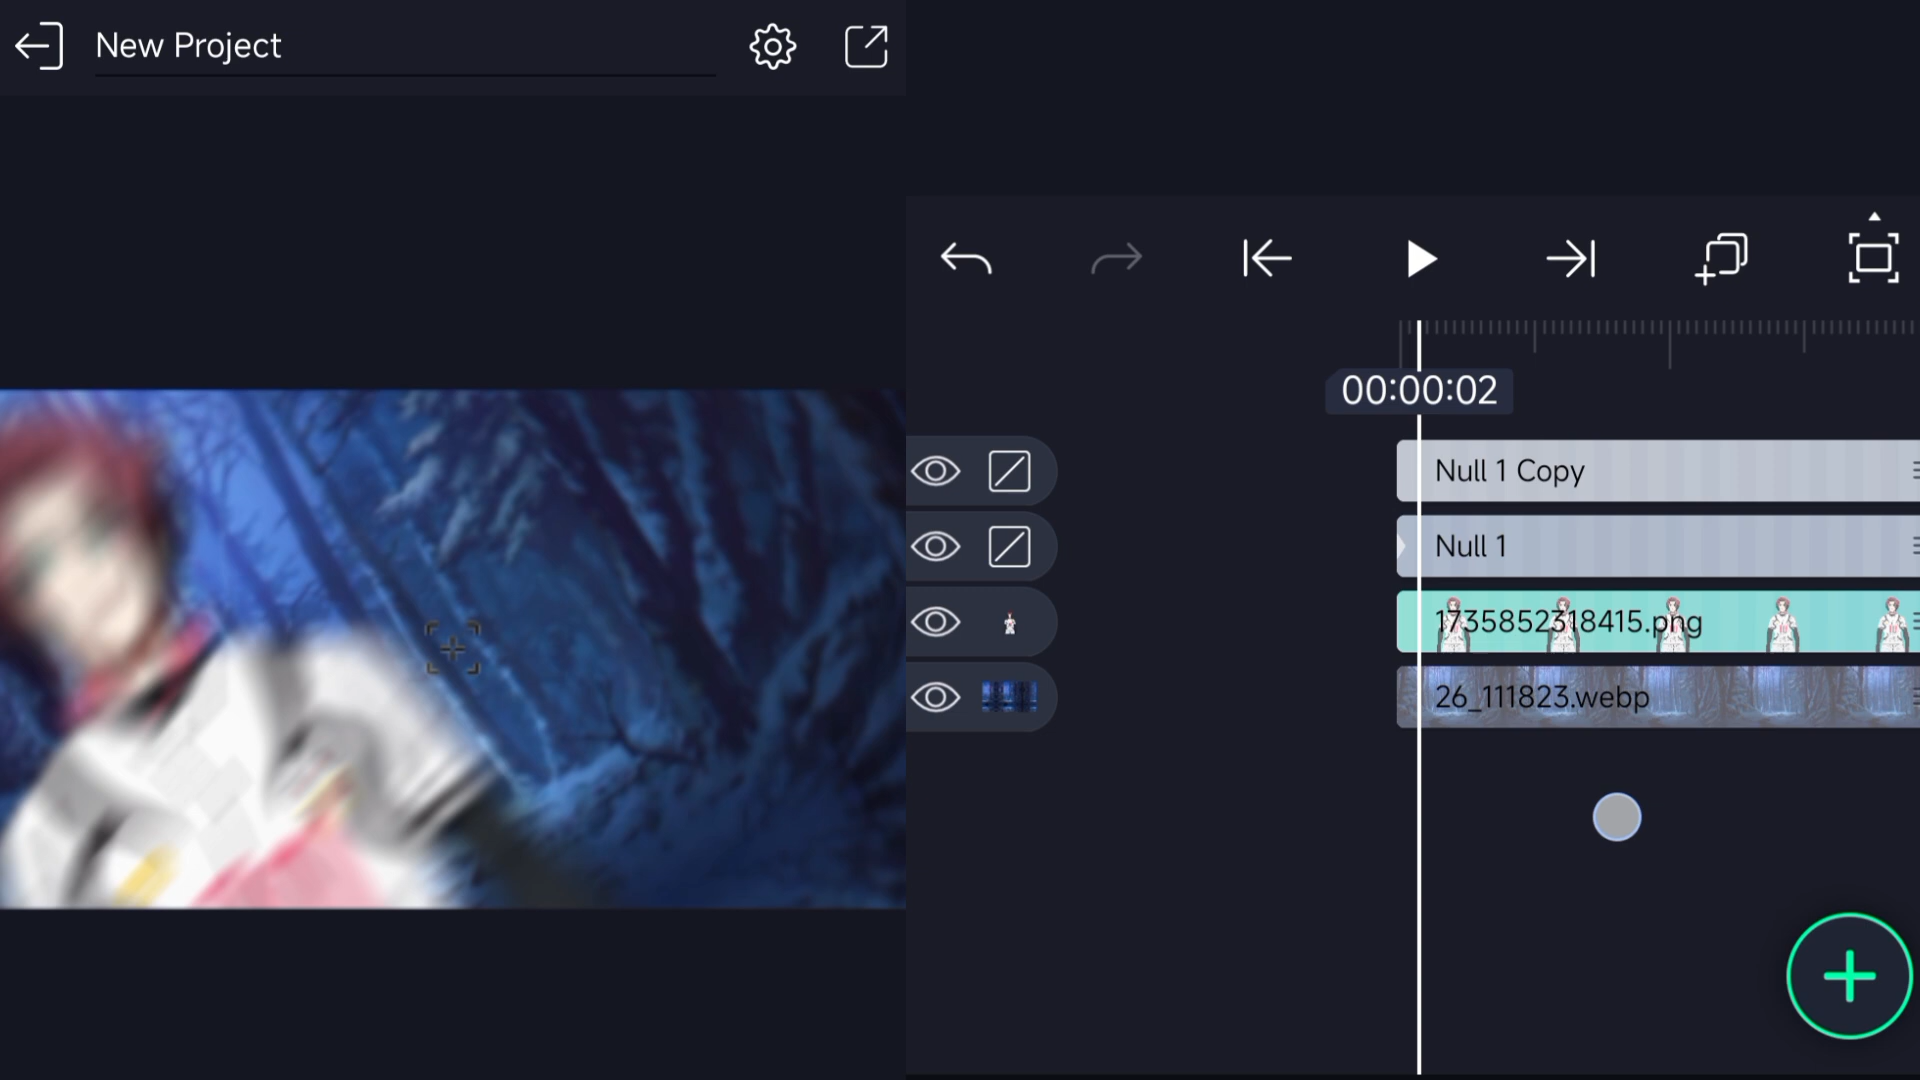 New Project
00:00:02
Null 1 Copy
Null 1
1735852318415.png
26_111823.webp